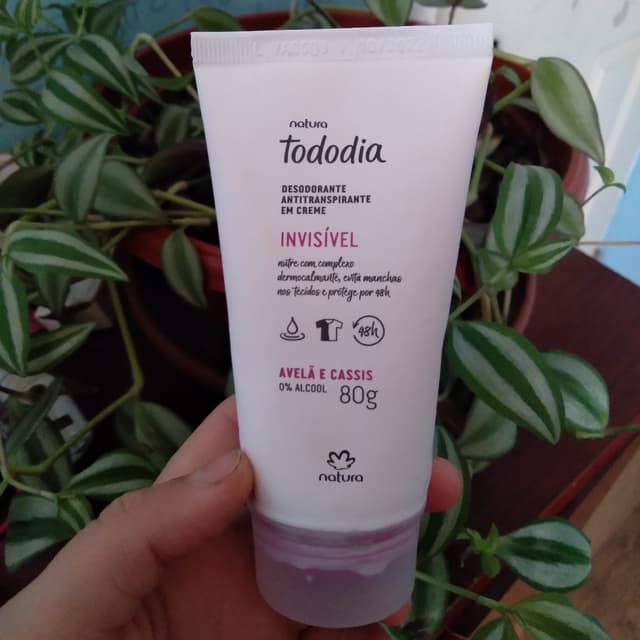 natura
tododia
DESODORANTE
ANTITRANSPIRANTE
EM CREME
INVISÍVEL
nutre com complexo
dermocalmante, evita manchas
nos tecidos e protege por 48h
48h
AVELÃ E CASSIS
0% ALCOOL 80g
natura